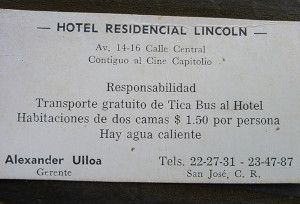 — HOTEL RESIDENCIAL LINCOLN —
Av. 14-16 Calle Central
Contiguo al Cine Capitolio
Responsabilidad
Transporte gratuito de Tica Bus al Hotel
Habitaciones de dos camas $ 1.50 por persona
Hay agua caliente
Alexander Ulloa Tels. 22-27-31 - 23-47-87
Gerente San José, C. R.